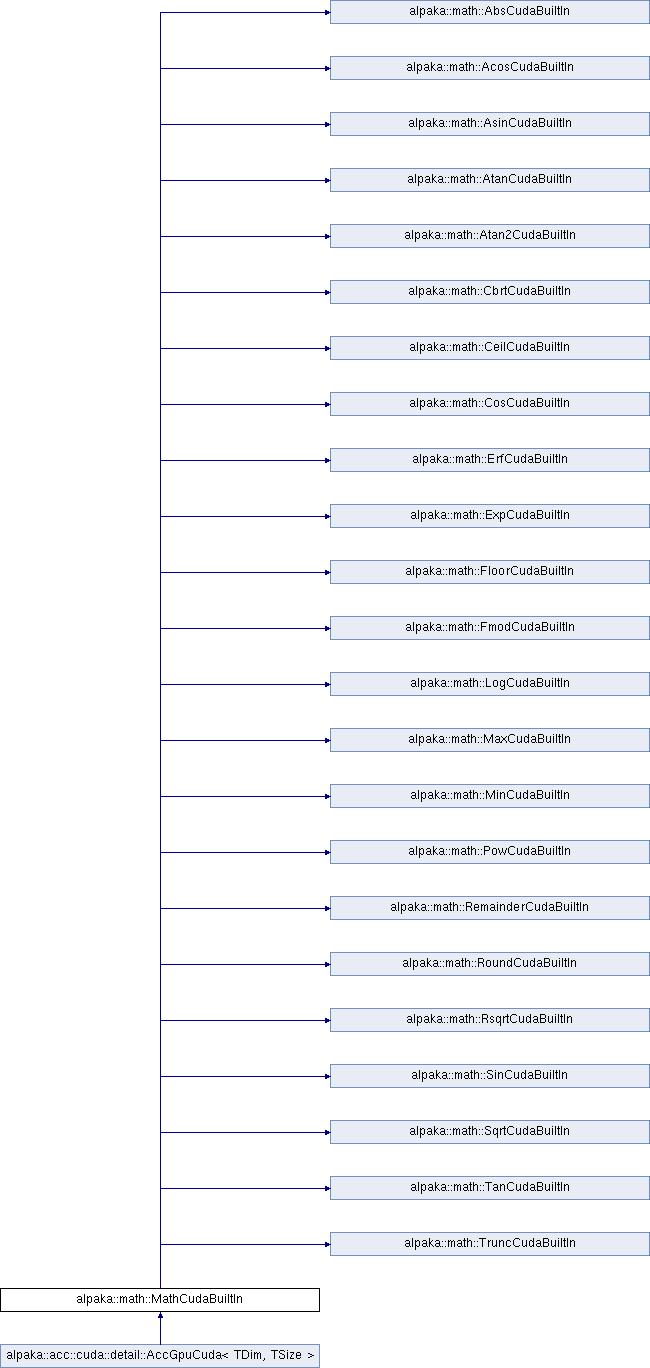 alpaka::math::AbsCudaBuiltIn
alpaka::math::AcosCudaBuiltIn
alpaka::math::AsinCudaBuiltIn
alpaka::math::AtanCudaBuiltIn
alpaka::math::Atan2CudaBuiltIn
alpaka::math::CbrtCudaBuiltIn
alpaka::math::CeilCudaBuiltIn
alpaka::math::CosCudaBuiltIn
alpaka::math::ErfCudaBuiltIn
alpaka::math::ExpCudaBuiltIn
alpaka::math::FloorCudaBuiltIn
alpaka::math::FmodCudaBuiltIn
alpaka::math::LogCudaBuiltIn
alpaka::math::MaxCudaBuiltIn
alpaka::math::MinCudaBuiltIn
alpaka::math::PowCudaBuiltIn
alpaka::math::RemainderCudaBuiltIn
alpaka::math::RoundCudaBuiltIn
alpaka::math::RsqrtCudaBuiltIn
alpaka::math::SinCudaBuiltIn
alpaka::math::SqrtCudaBuiltIn
alpaka::math::TanCudaBuiltIn
alpaka::math::TruncCudaBuiltIn
alpaka::math::MathCudaBuiltIn
alpaka::acc::cuda::detail::AccGpuCuda< TDim, TSize >